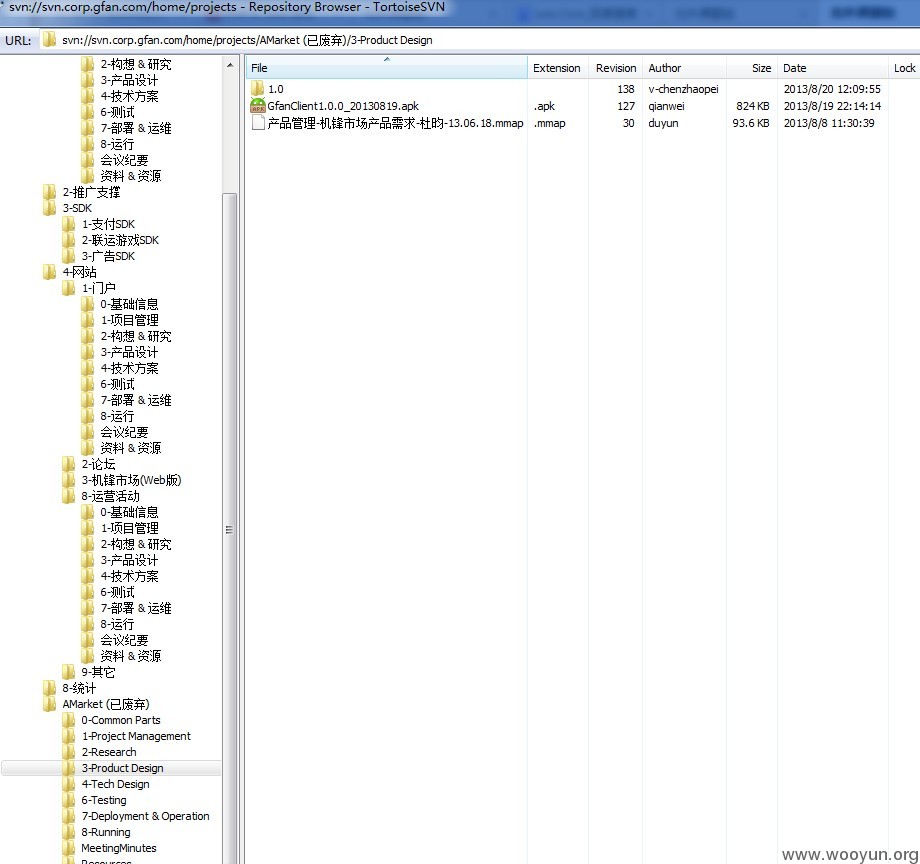 svn://svn.corp.gfan.com/home/projects - Repository Browser - TortoiseSVN
URL: svn://svn.corp.gfan.com/home/projects/AMarket (已废弃)/3-Product Design
2-构想 & 研究
3-产品设计
4-技术方案
6-测试
7-部署 & 运维
8-运行
会议纪要
资料 & 资源
2-推广支撑
3-SDK
1-支付SDK
2-联运游戏SDK
3-广告SDK
4-网站
1-门户
0-基础信息
1-项目管理
2-构想 & 研究
3-产品设计
4-技术方案
6-测试
7-部署 & 运维
8-运行
会议纪要
资料 & 资源
2-论坛
3-机锋市场(Web版)
8-运营活动
0-基础信息
1-项目管理
2-构想 & 研究
3-产品设计
4-技术方案
6-测试
7-部署 & 运维
8-运行
会议纪要
资料 & 资源
9-其它
8-统计
AMarket (已废弃)
0-Common Parts
1-Project Management
2-Research
3-Product Design
4-Tech Design
6-Testing
7-Deployment & Operation
8-Running
MeetingMinutes
Resources
File Extension Revision Author Size Date Lock
1.0 138 v-chenzhaopei 2013/8/20 12:09:55
GfanClient1.0.0_20130819.apk .apk 127 qianwei 824 KB 2013/8/19 22:14:14
产品管理-机锋市场产品需求-杜昀-13.06.18.mmap .mmap 30 duyun 93.6 KB 2013/8/8 11:30:39
www.wooyun.org